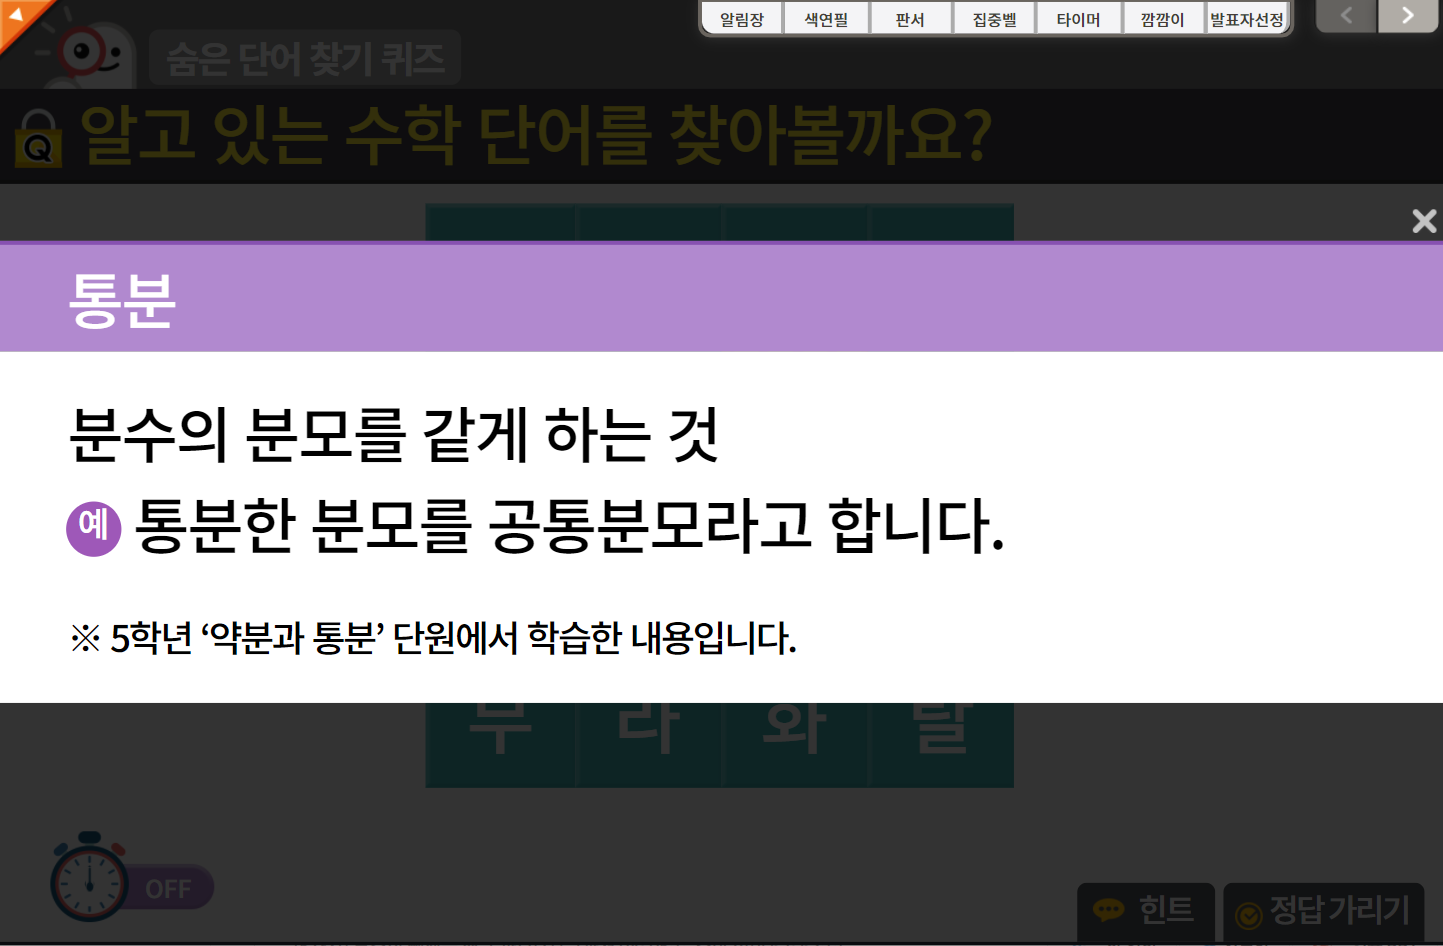 알림장 색연필 판서 집중벨 타이머 깜깜이 발표자선정
숨은 단어 찾기 퀴즈
Q 알고 있는 수학 단어를 찾아볼까요?
통분
분수의 분모를 같게 하는 것
예 통분한 분모를 공통분모라고 합니다.
※ 5학년 ‘약분과 통분’ 단원에서 학습한 내용입니다.
라 와
OFF
힌트 정답 가리기